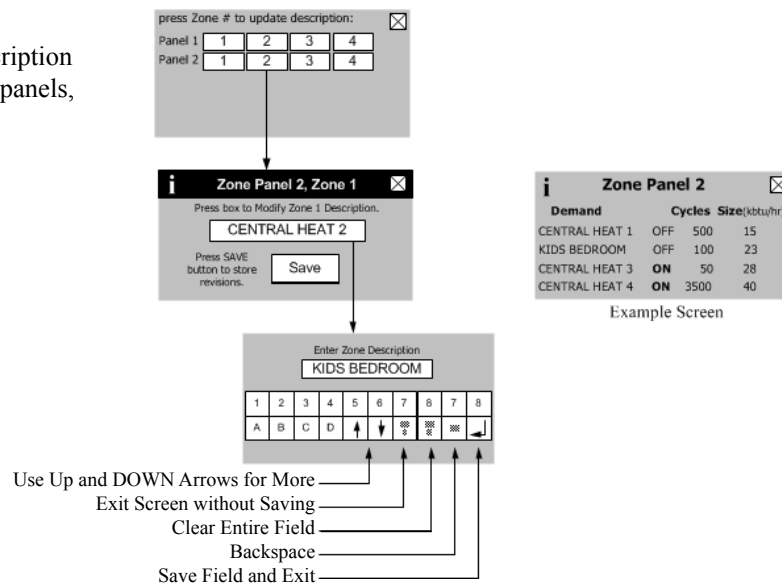 press Zone # to update description:
Panel 1 1 2 3 4
Panel 2 1 2 3 4
ription
panels,
i Zone Panel 2, Zone 1
Press box to Modify Zone 1 Description.
CENTRAL HEAT 2
Press SAVE
button to store
revisions.
Save
i Zone Panel 2
Demand Cycles Size(kbtu/hr)
CENTRAL HEAT 1 OFF 500 15
KIDS BEDROOM OFF 100 23
CENTRAL HEAT 3 ON 50 28
CENTRAL HEAT 4 ON 3500 40
Example Screen
Enter Zone Description
KIDS BEDROOM
1 2 3 4 5 6 7 8 7 8
A B C D
Use Up and DOWN Arrows for More
Exit Screen without Saving
Clear Entire Field
Backspace
Save Field and Exit